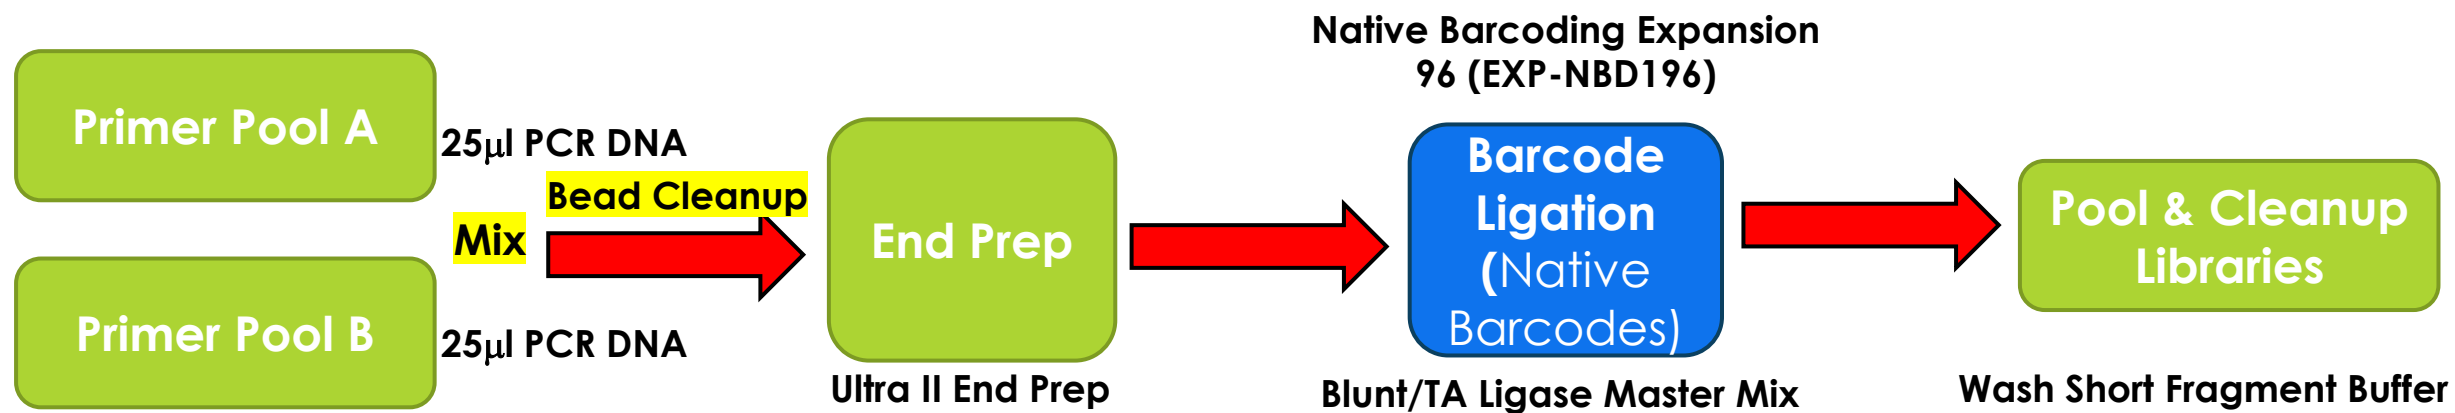 Primer Pool A
25μl PCR DNA
Mix
Bead Cleanup
Primer Pool B
25μl PCR DNA
End Prep
Ultra II End Prep
Native Barcoding Expansion
96 (EXP-NBD196)
Barcode
Ligation
(Native
Barcodes)
Blunt/TA Ligase Master Mix
Pool & Cleanup
Libraries
Wash Short Fragment Buffer